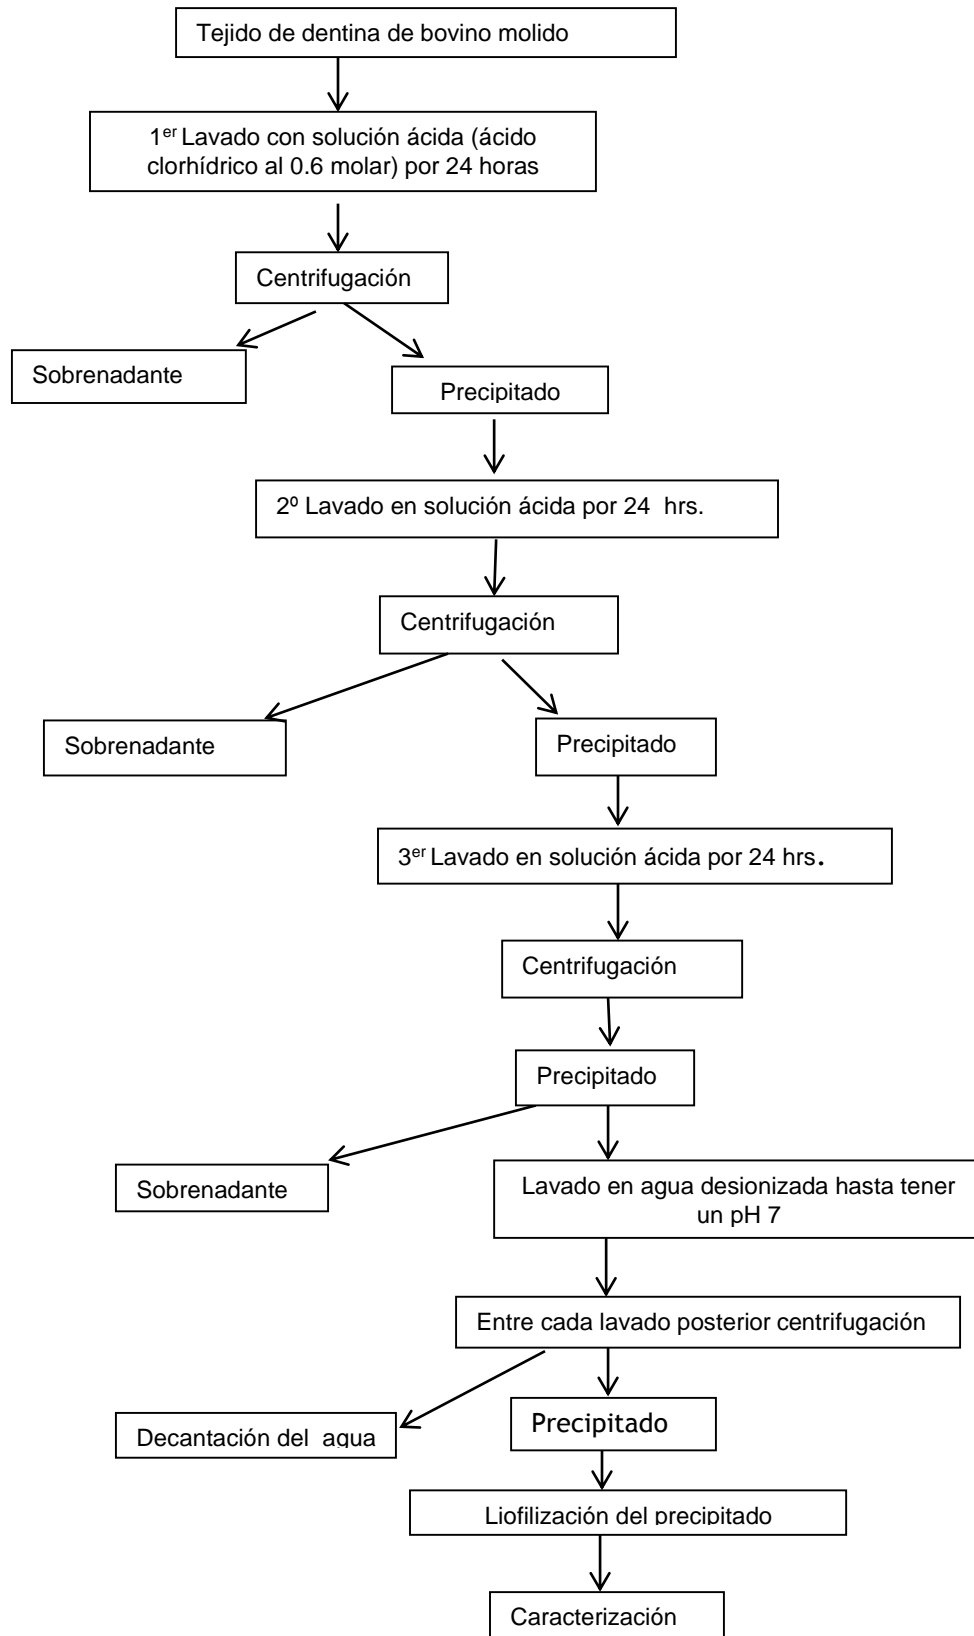 Tejido de dentina de bovino molido
1er Lavado con solución ácida (ácido
clorhídrico al 0.6 molar) por 24 horas
Centrifugación
Sobrenadante
Precipitado
2º Lavado en solución ácida por 24 hrs.
Centrifugación
Sobrenadante
Precipitado
3er Lavado en solución ácida por 24 hrs.
Centrifugación
Precipitado
Sobrenadante
Lavado en agua desionizada hasta tener
un pH 7
Entre cada lavado posterior centrifugación
Precipitado
Decantación del agua
Liofilización del precipitado
Caracterización